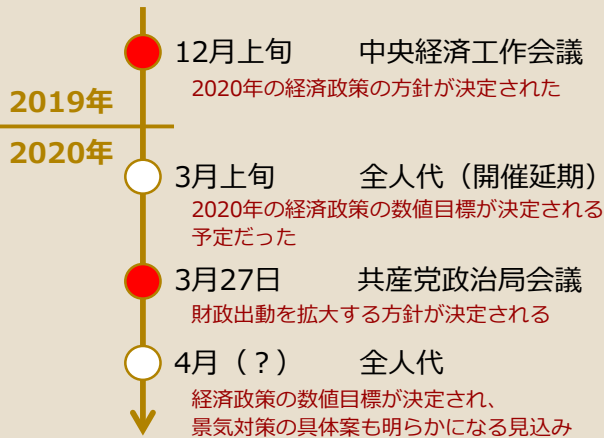 12月上旬 中央経済工作会議
2020年の経済政策の方針が決定された
2019年
2020年
3月上旬 全人代（開催延期）
2020年の経済政策の数値目標が決定される
予定だった
3月27日 共産党政治局会議
財政出動を拡大する方針が決定される
4月（？） 全人代
経済政策の数値目標が決定され、
景気対策の具体案も明らかになる見込み